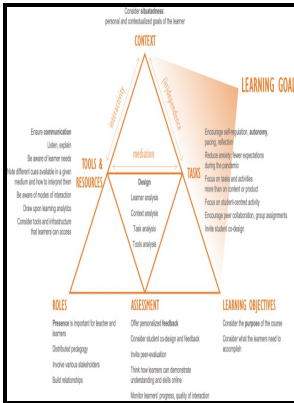 Consider situatedness:
personal and contextualized goals of the learner
CONTEXT
interactivity
Interdependence
LEARNING GOAL
Ensure communication
Listen, explain
Be aware of learner needs
Note different cues available in a given
medium and how to interpret them
Be aware of modes of interaction
Draw upon learning analytics
Consider tools and infrastructure
that learners can access
TOOLS &
RESOURCES
mediation
TASKS
Encourage self-regulation, autonomy,
pacing, reflection
Reduce anxiety: fewer expectations
during the pandemic
Focus on tasks and activities
more than on content or product
Focus on student-centred activity
Encourage peer collaboration, group assignments
Invite student co-design
Design
Learner analysis
Context analysis
Task analysis
Tools analysis
ROLES
Presence is important for teacher and
learners
Distributed pedagogy
Involve various stakeholders
Build relationships
ASSESSMENT
Offer personalized feedback
Consider student co-design and feedback
Invite peer-evaluation
Think how learners can demonstrate
understanding and skills online
Monitor learners' progress, quality of interaction
LEARNING OBJECTIVES
Consider the purpose of the course
Consider what the learners need to
accomplish